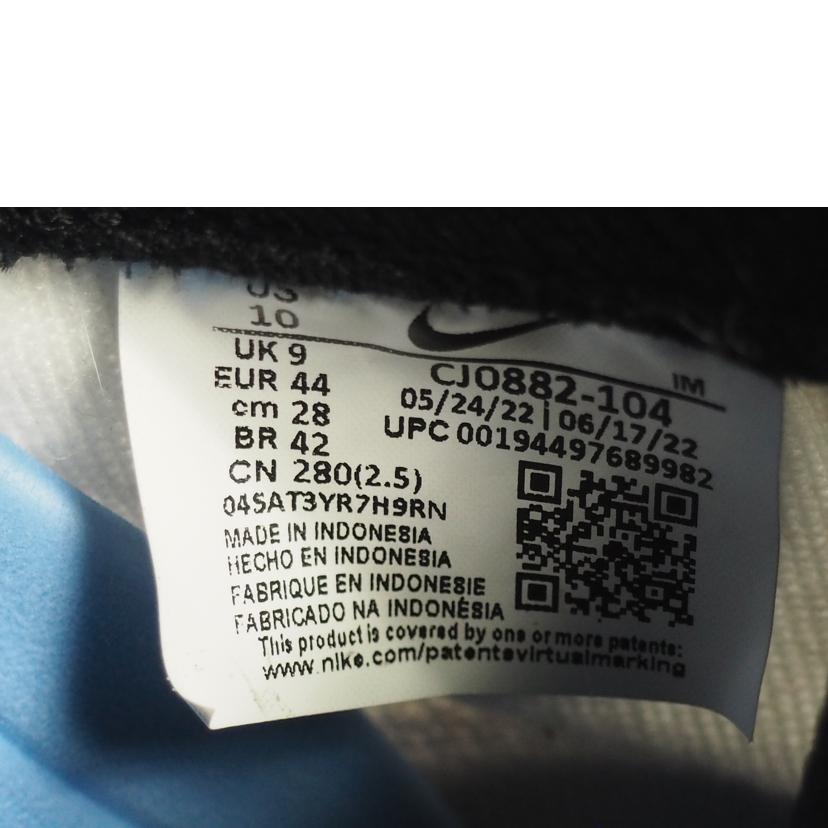 US
10
IM
UK 9
EUR 44
cm 28
BR 42
CN 280(2.5)
CJ0882-104
05/24/22 | 06/17/22
UPC 00194497689982
04SAT3YR7H9RN
MADE IN INDONESIA
HECHO EN INDONESIA
FABRIQUE EN INDONESIE
FABRICADO NA INDONÉSIA
This product is covered by one or more patents:
www.nike.com/patentsvirtualmarking